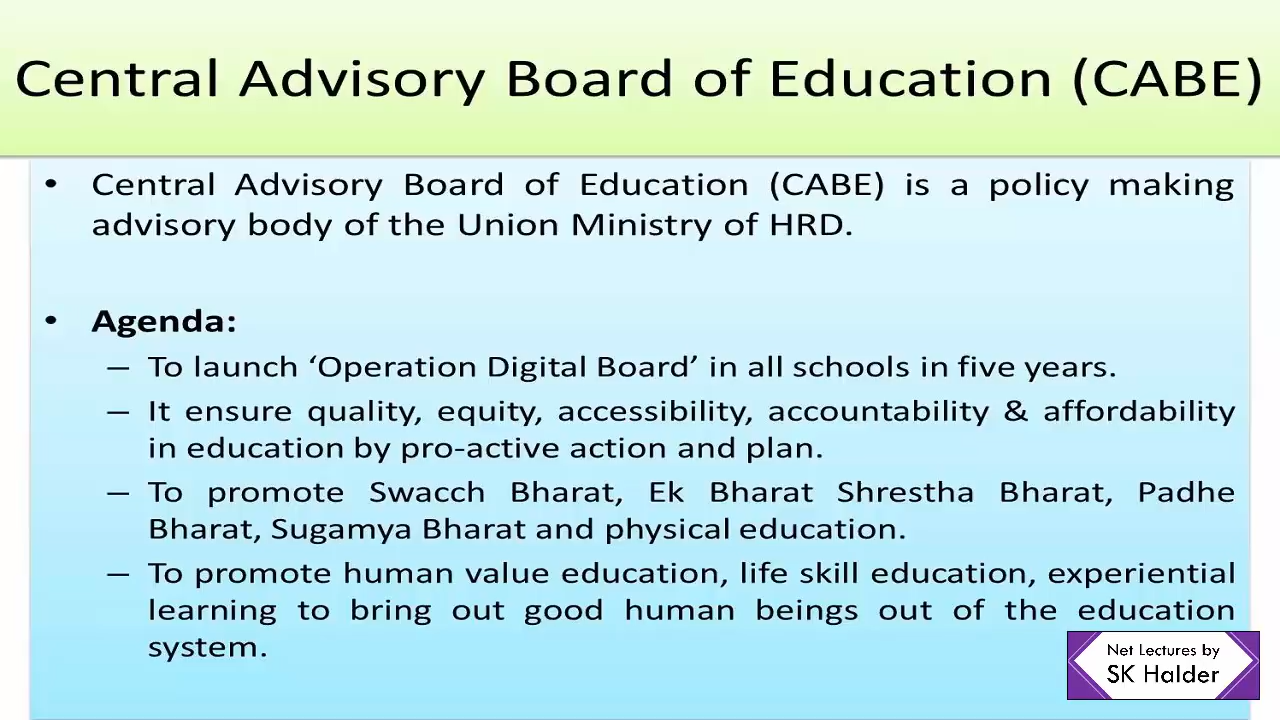 Central Advisory Board of Education (CABE)
• Central Advisory Board of Education (CABE) is a policy making
advisory body of the Union Ministry of HRD.
• Agenda:
– To launch ‘Operation Digital Board’ in all schools in five years.
– It ensure quality, equity, accessibility, accountability & affordability
in education by pro-active action and plan.
– To promote Swacch Bharat, Ek Bharat Shrestha Bharat, Padhe
Bharat, Sugamya Bharat and physical education.
– To promote human value education, life skill education, experiential
learning to bring out good human beings out of the education
system.
Net Lectures by
SK Halder